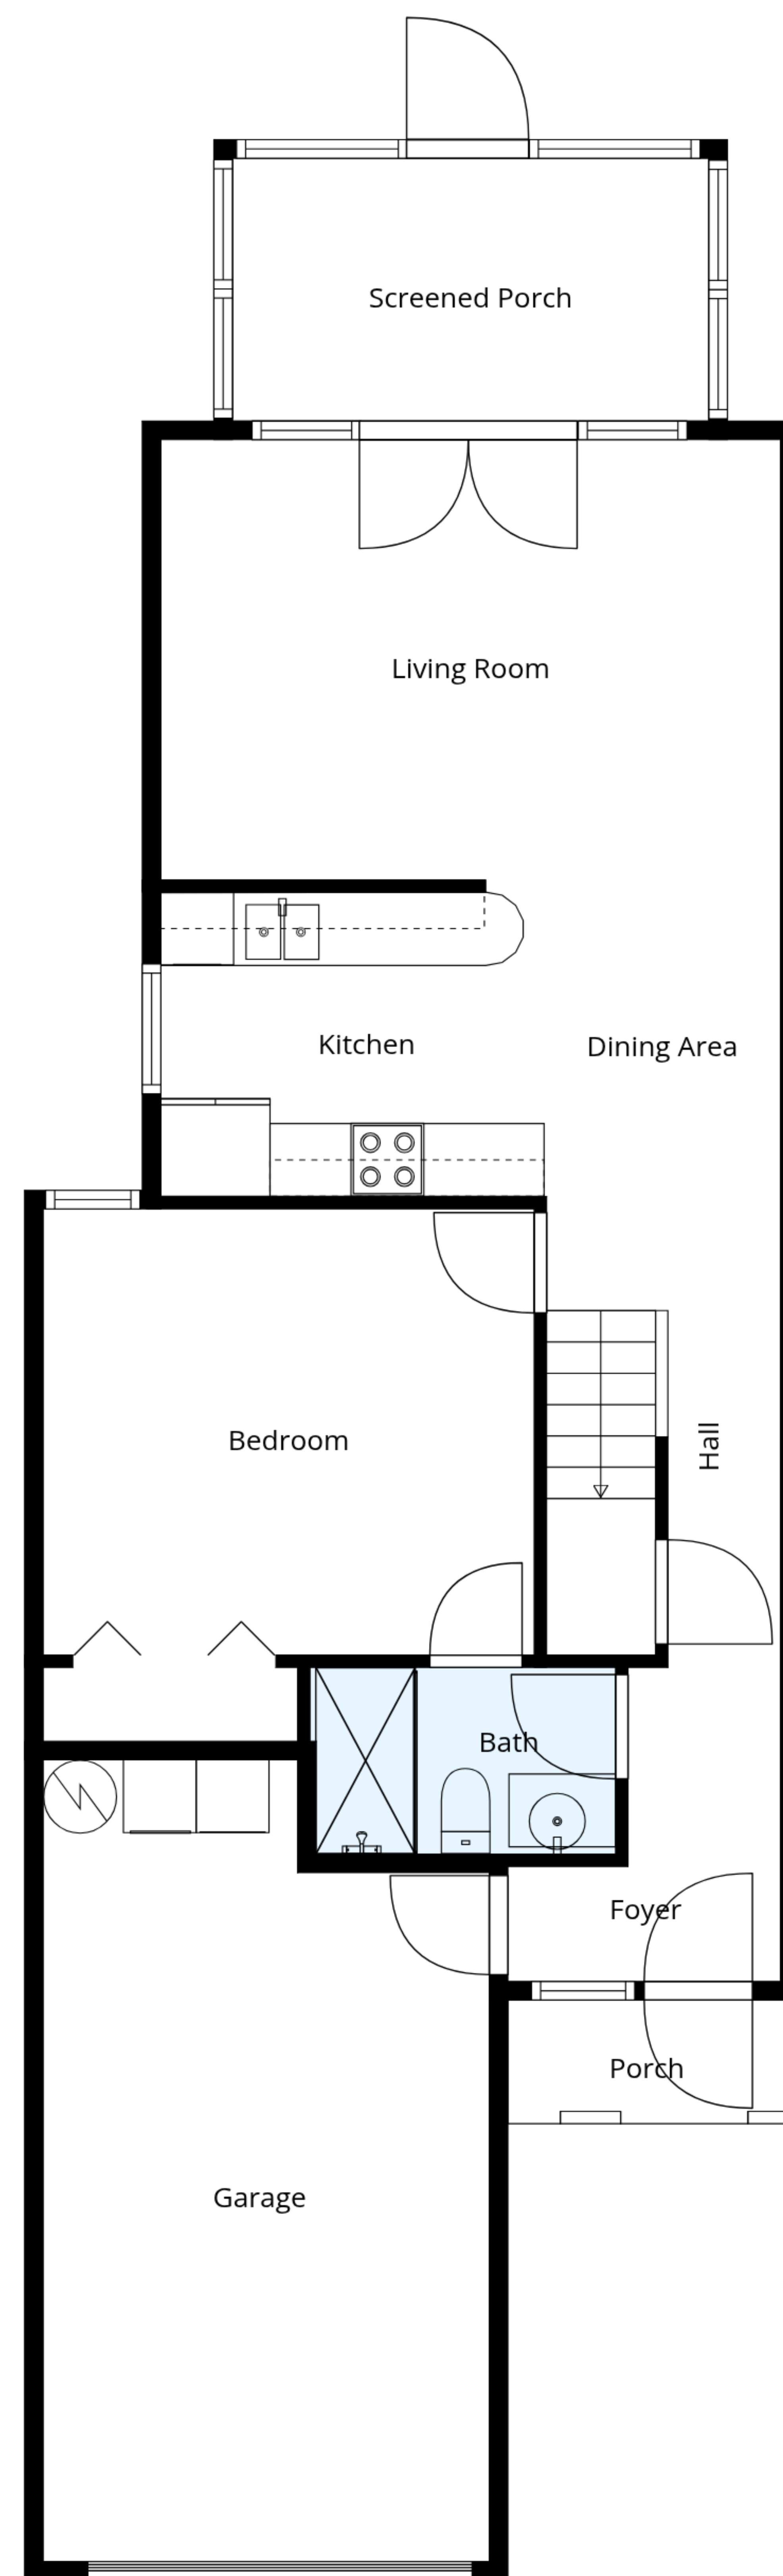 Screened Porch
Living Room
Kitchen
Dining Area
Bedroom
Hall
Bath
Foyer
Porch
Garage